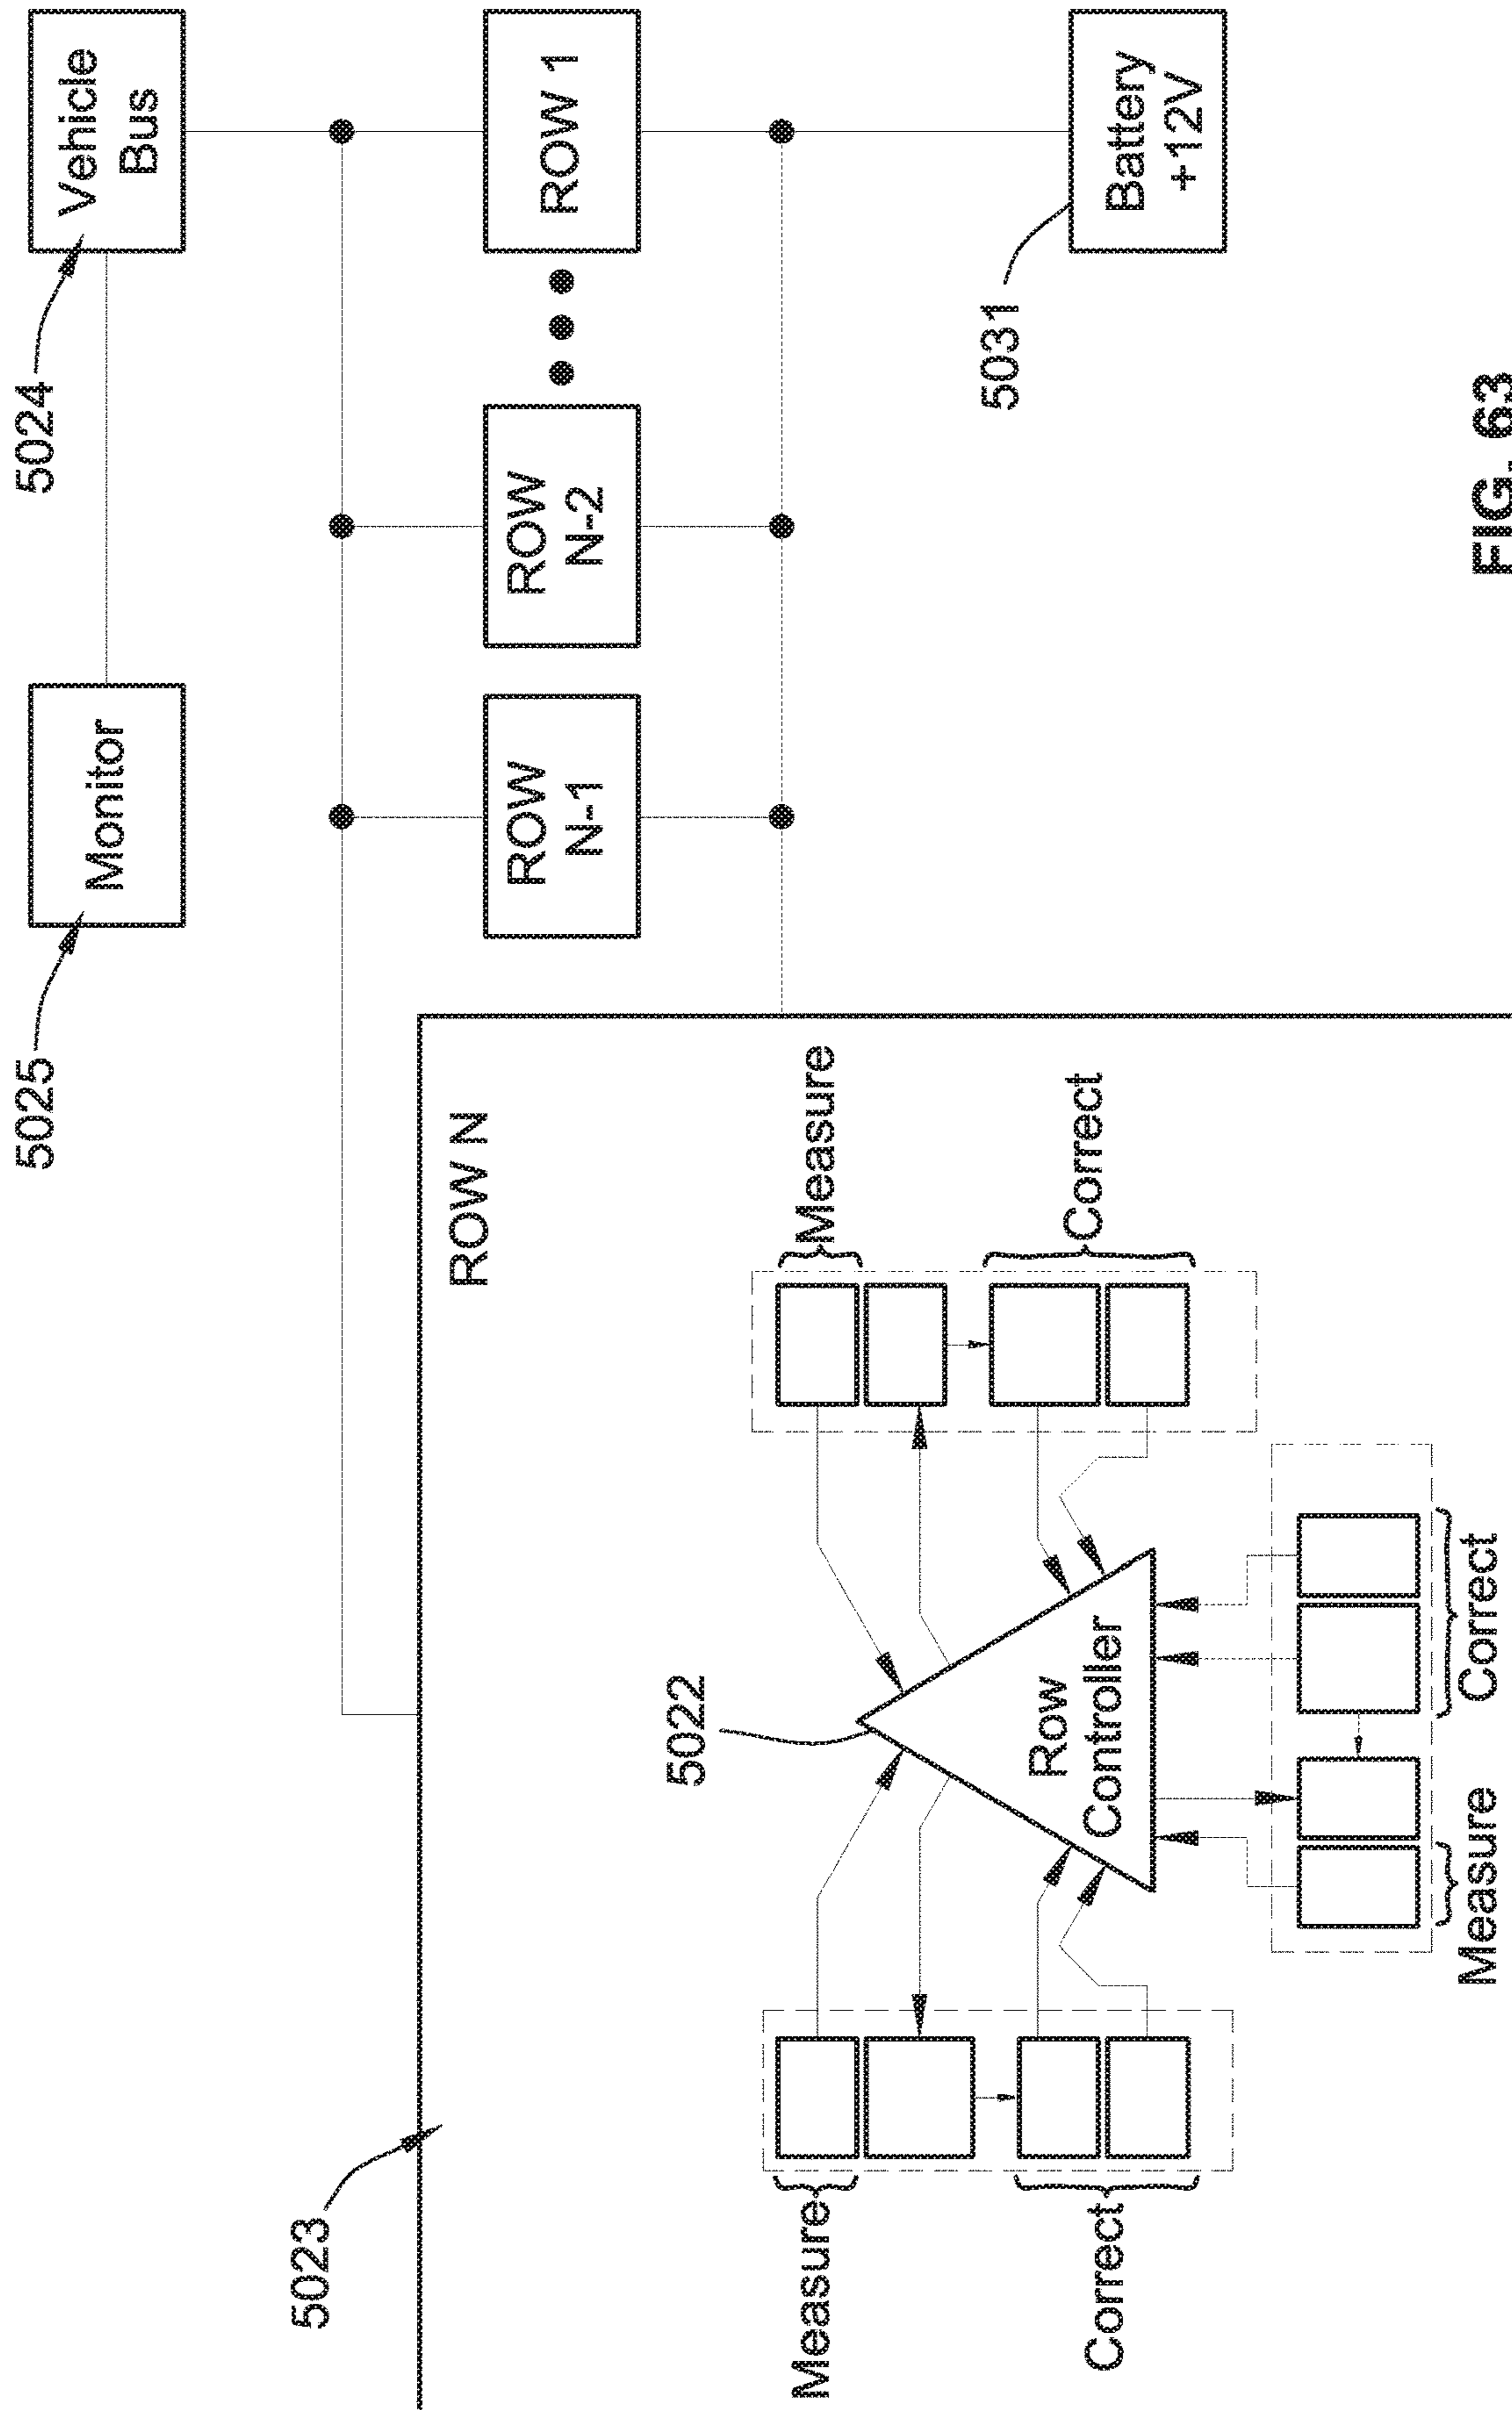 5025
5024
Monitor
Vehicle
Bus
5023
ROW N
ROW
N-1
ROW
N-2
ROW 1
5022
Measure
Measure
5031
Battery
+12V
Row
Controller
Correct
Correct
Measure
Correct
FIG. 63